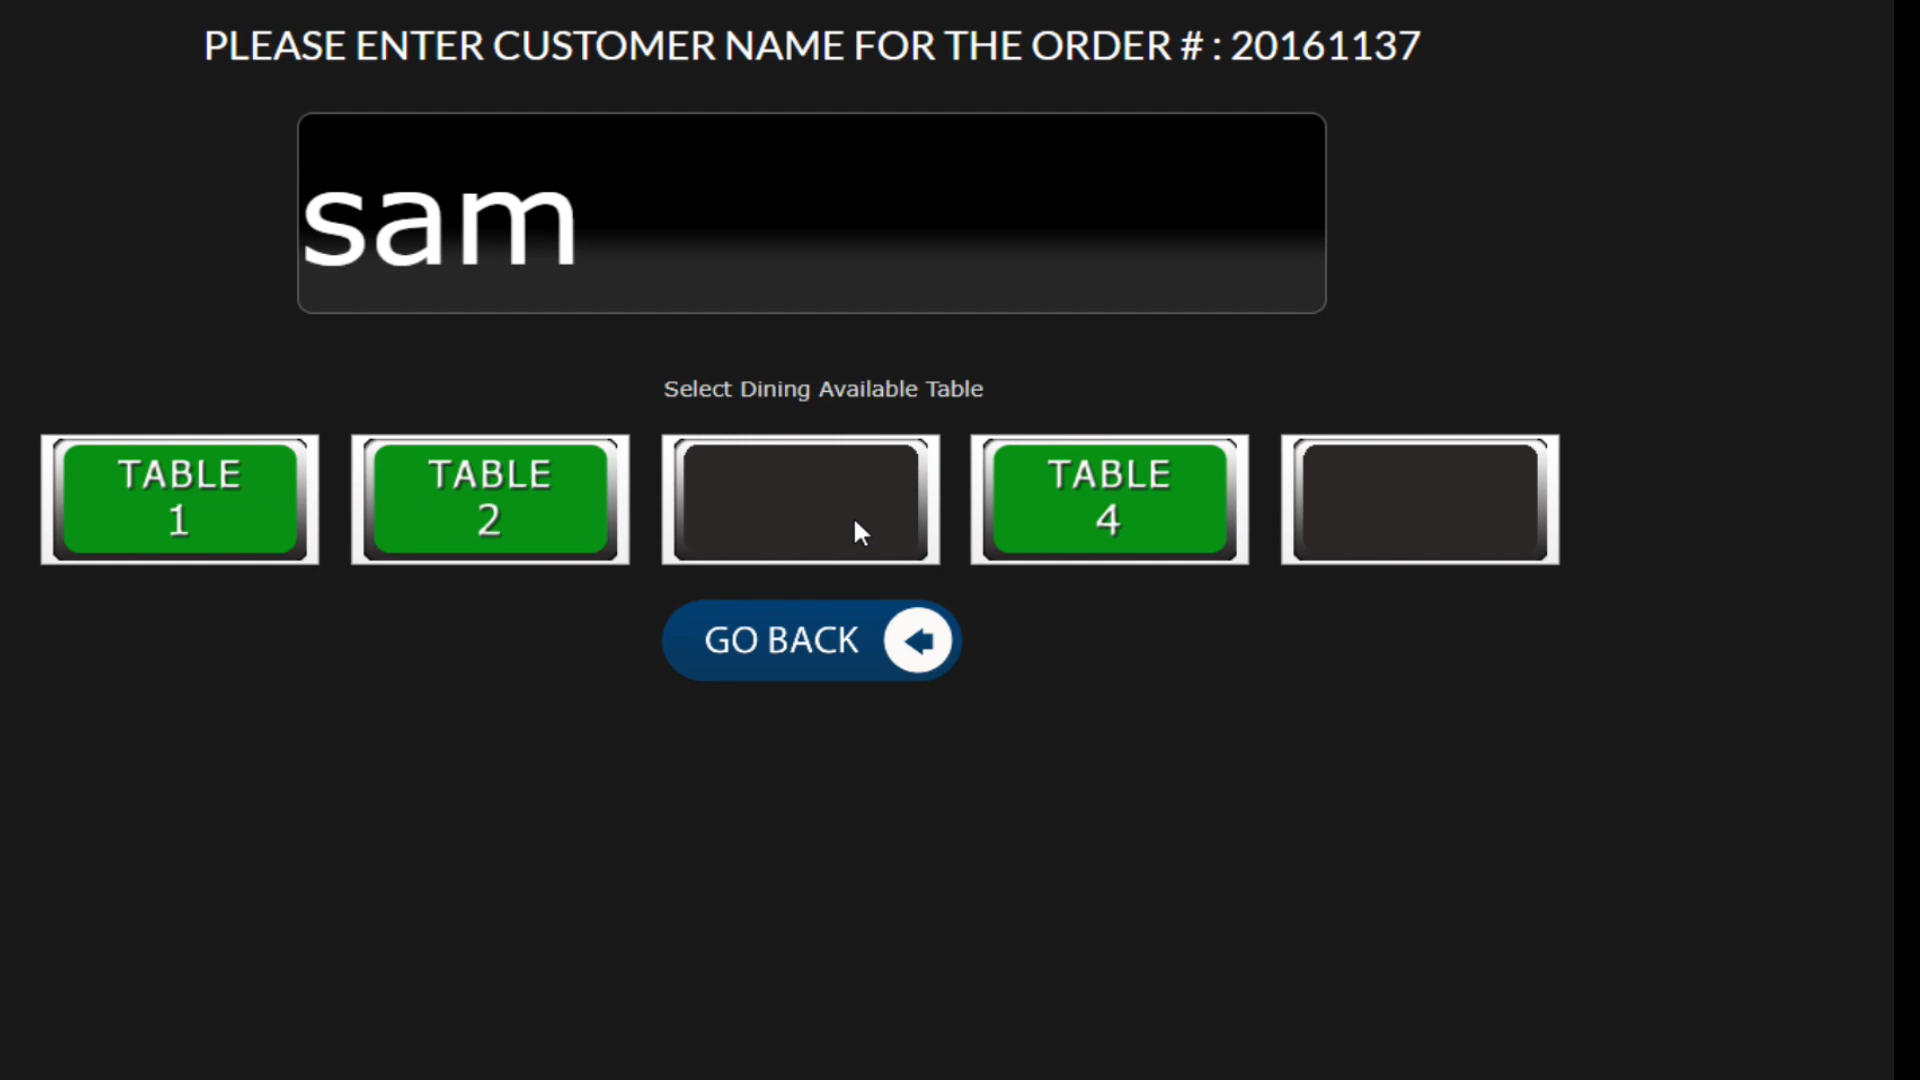 PLEASE ENTER CUSTOMER NAME FOR THE ORDER # : 20161137
sam
Select Dining Available Table
TABLE
1
TABLE
2
TABLE
4
GO BACK